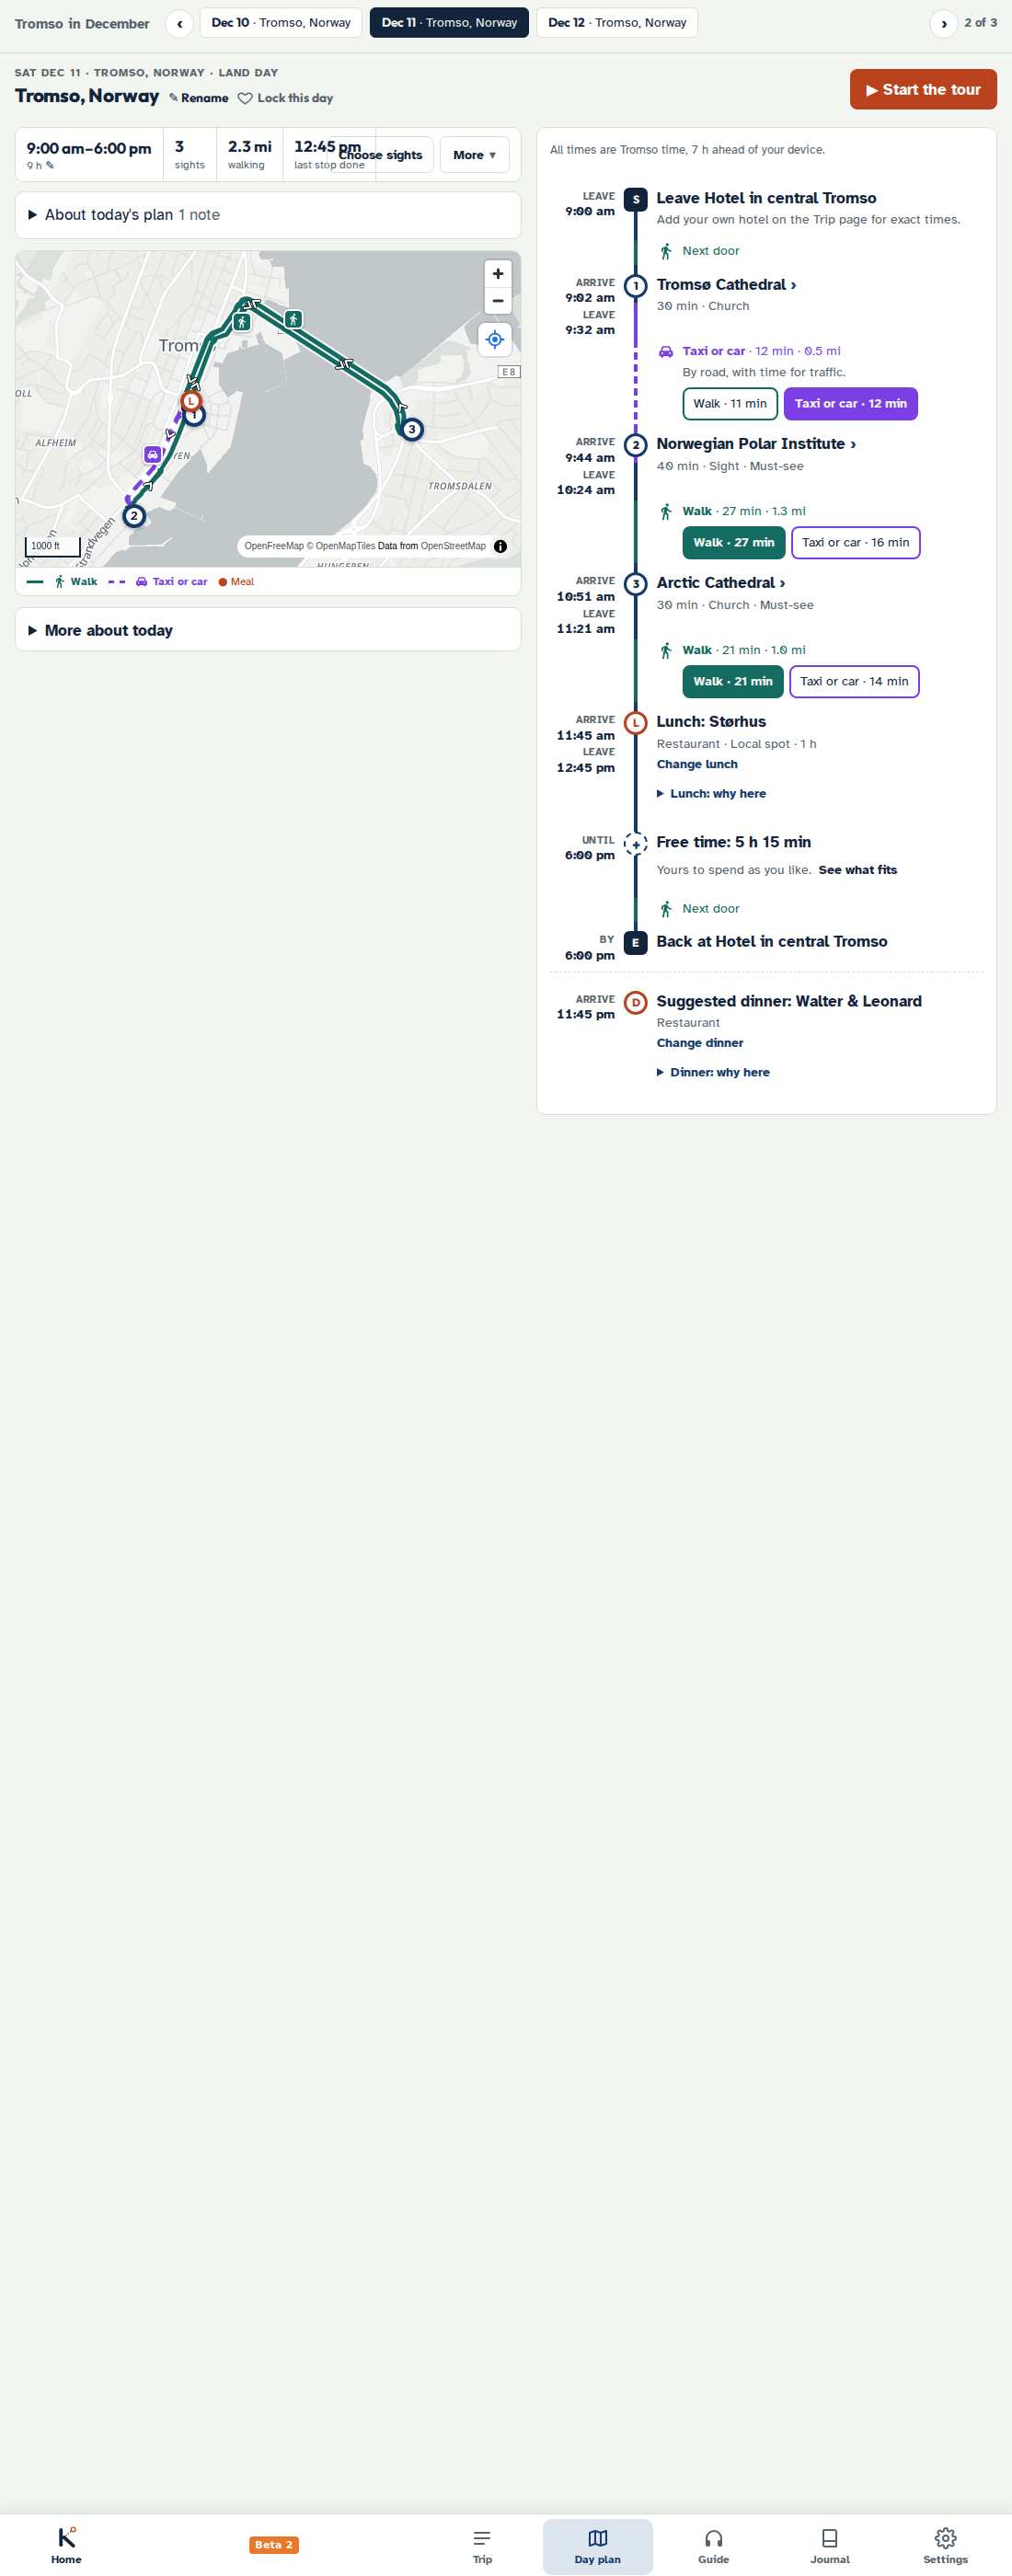 Tromso in December
‹
Dec 10 · Tromso, Norway
Dec 11 · Tromso, Norway
Dec 12 · Tromso, Norway
›
2 of 3
SAT DEC 11 · TROMSO, NORWAY · LAND DAY
Tromso, Norway
✎ Rename
Lock this day
▶ Start the tour
9:00 am–6:00 pm
9 h ✎
3
sights
2.3 mi
walking
12:45 pm
last stop done
Choose sights
More ▼
▶ About today's plan 1 note
+
−
Trom
E 8
OLL
ALFHEIM
YEN
TROMSDALEN
Strandvegen
HUNGEREN
L
1
2
3
1000 ft
OpenFreeMap © OpenMapTiles Data from OpenStreetMap
Walk
Taxi or car
Meal
▶ More about today
All times are Tromso time, 7 h ahead of your device.
LEAVE
9:00 am
S
Leave Hotel in central Tromso
Add your own hotel on the Trip page for exact times.
Next door
ARRIVE
9:02 am
LEAVE
9:32 am
1
Tromsø Cathedral ›
30 min · Church
Taxi or car · 12 min · 0.5 mi
By road, with time for traffic.
Walk · 11 min
Taxi or car · 12 min
ARRIVE
9:44 am
LEAVE
10:24 am
2
Norwegian Polar Institute ›
40 min · Sight · Must-see
Walk · 27 min · 1.3 mi
Walk · 27 min
Taxi or car · 16 min
ARRIVE
10:51 am
LEAVE
11:21 am
3
Arctic Cathedral ›
30 min · Church · Must-see
Walk · 21 min · 1.0 mi
Walk · 21 min
Taxi or car · 14 min
ARRIVE
11:45 am
LEAVE
12:45 pm
L
Lunch: Størhus
Restaurant · Local spot · 1 h
Change lunch
▶ Lunch: why here
UNTIL
6:00 pm
+
Free time: 5 h 15 min
Yours to spend as you like. See what fits
Next door
BY
6:00 pm
E
Back at Hotel in central Tromso
ARRIVE
11:45 pm
D
Suggested dinner: Walter & Leonard
Restaurant
Change dinner
▶ Dinner: why here
Home
Beta 2
Trip
Day plan
Guide
Journal
Settings